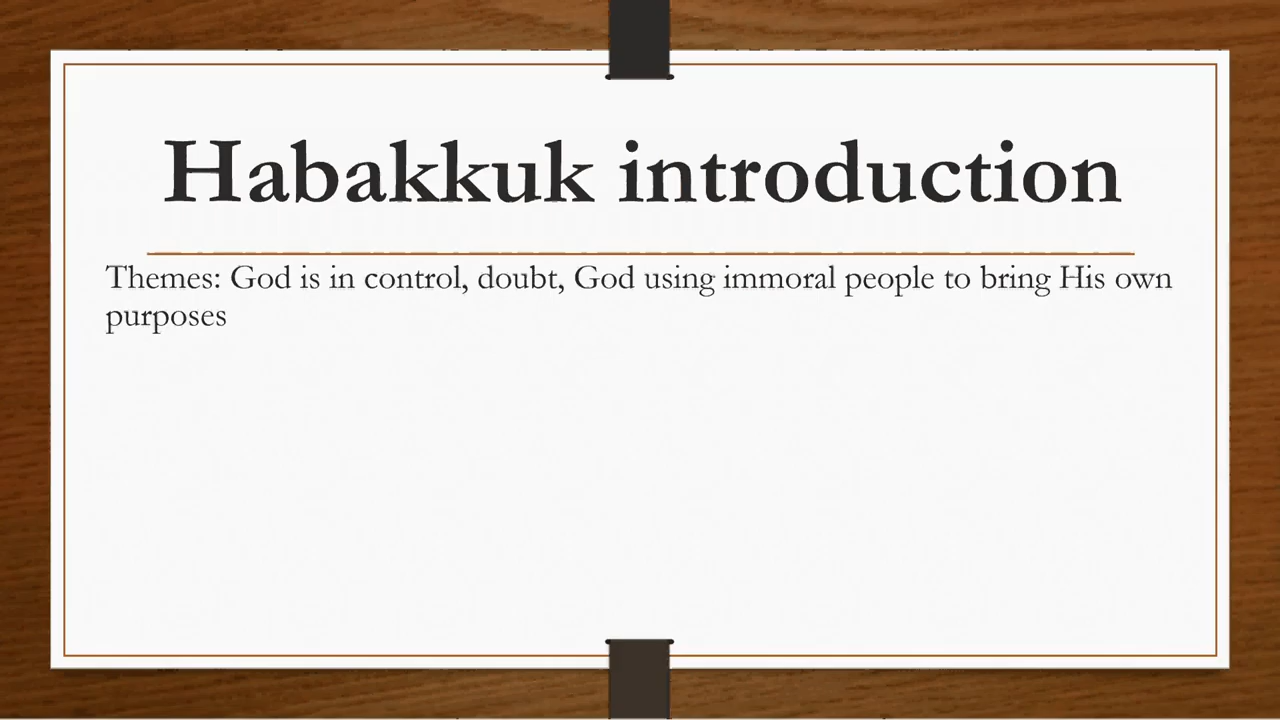 Habakkuk introduction
Themes: God is in control, doubt, God using immoral people to bring His own
purposes